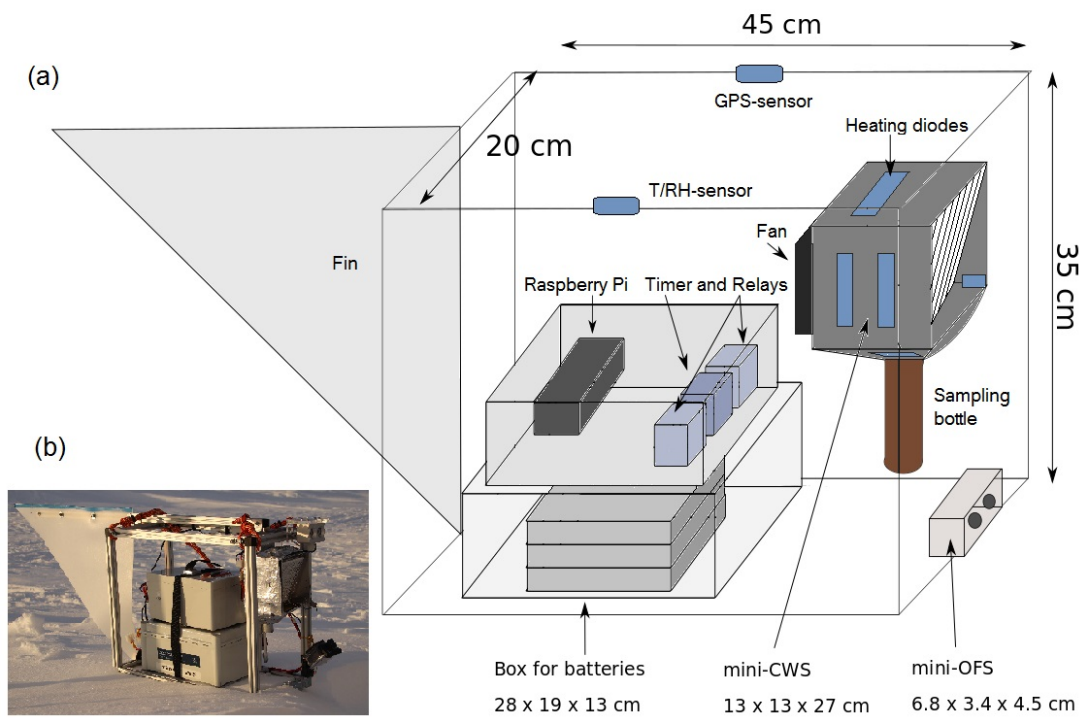 (a)
45 cm
GPS-sensor
Heating diodes
20 cm
T/RH-sensor
Fan
Fin
35 cm
Raspberry Pi
Timer and Relays
Sampling
bottle
(b)
Box for batteries
28 x 19 x 13 cm
mini-CWS
13 x 13 x 27 cm
mini-OFS
6.8 x 3.4 x 4.5 cm